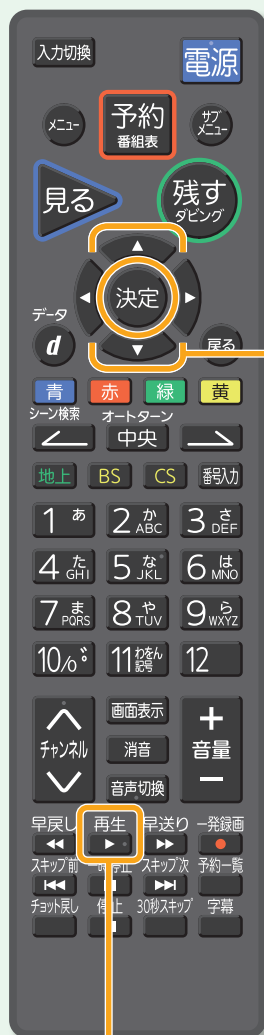 入力切換 電源
メニュー 予約 サブメニュー
番組表
見る 残す
ダビング
決定
データ
d 戻る
青 赤 緑 黄
シーン検索 オートターン
中央
地上 BS CS 番号入力
1 あ 2 か ABC 3 さ DEF
4 た GHI 5 な JKL 6 は MNO
7 ま PQRS 8 や TUV 9 ら WXYZ
10/0 11 わをん 記号 12
チャンネル 画面表示 + 音量 −
消音
音声切換
早戻し 再生 早送り 一発録画
スキップ前 一時停止 スキップ次 予約一覧
チョット戻し 停止 30秒スキップ 字幕